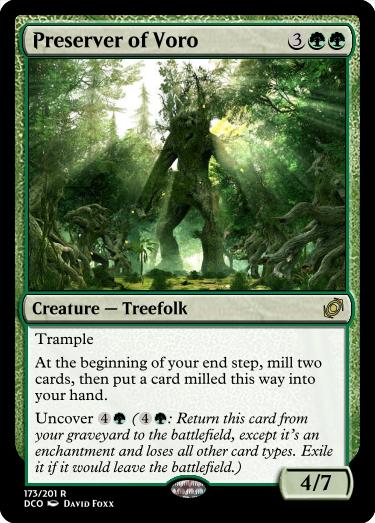 Preserver of Voro 3
Creature — Treefolk
Trample
At the beginning of your end step, mill two
cards, then put a card milled this way into
your hand.
Uncover 4 (4: Return this card from
your graveyard to the battlefield, except it's an
enchantment and loses all other card types. Exile
it if it would leave the battlefield.)
4/7
173/201 R
DCO David Foxx